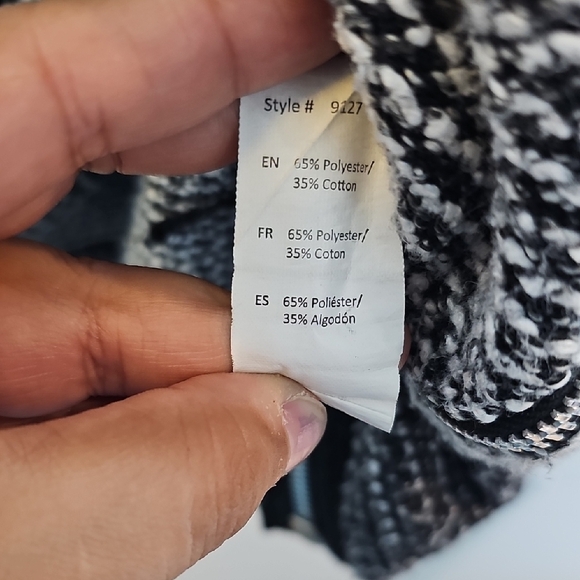 Style # 9127
EN 65% Polyester/
35% Cotton
FR 65% Polyester/
35% Coton
ES 65% Poliéster/
35% Algodón